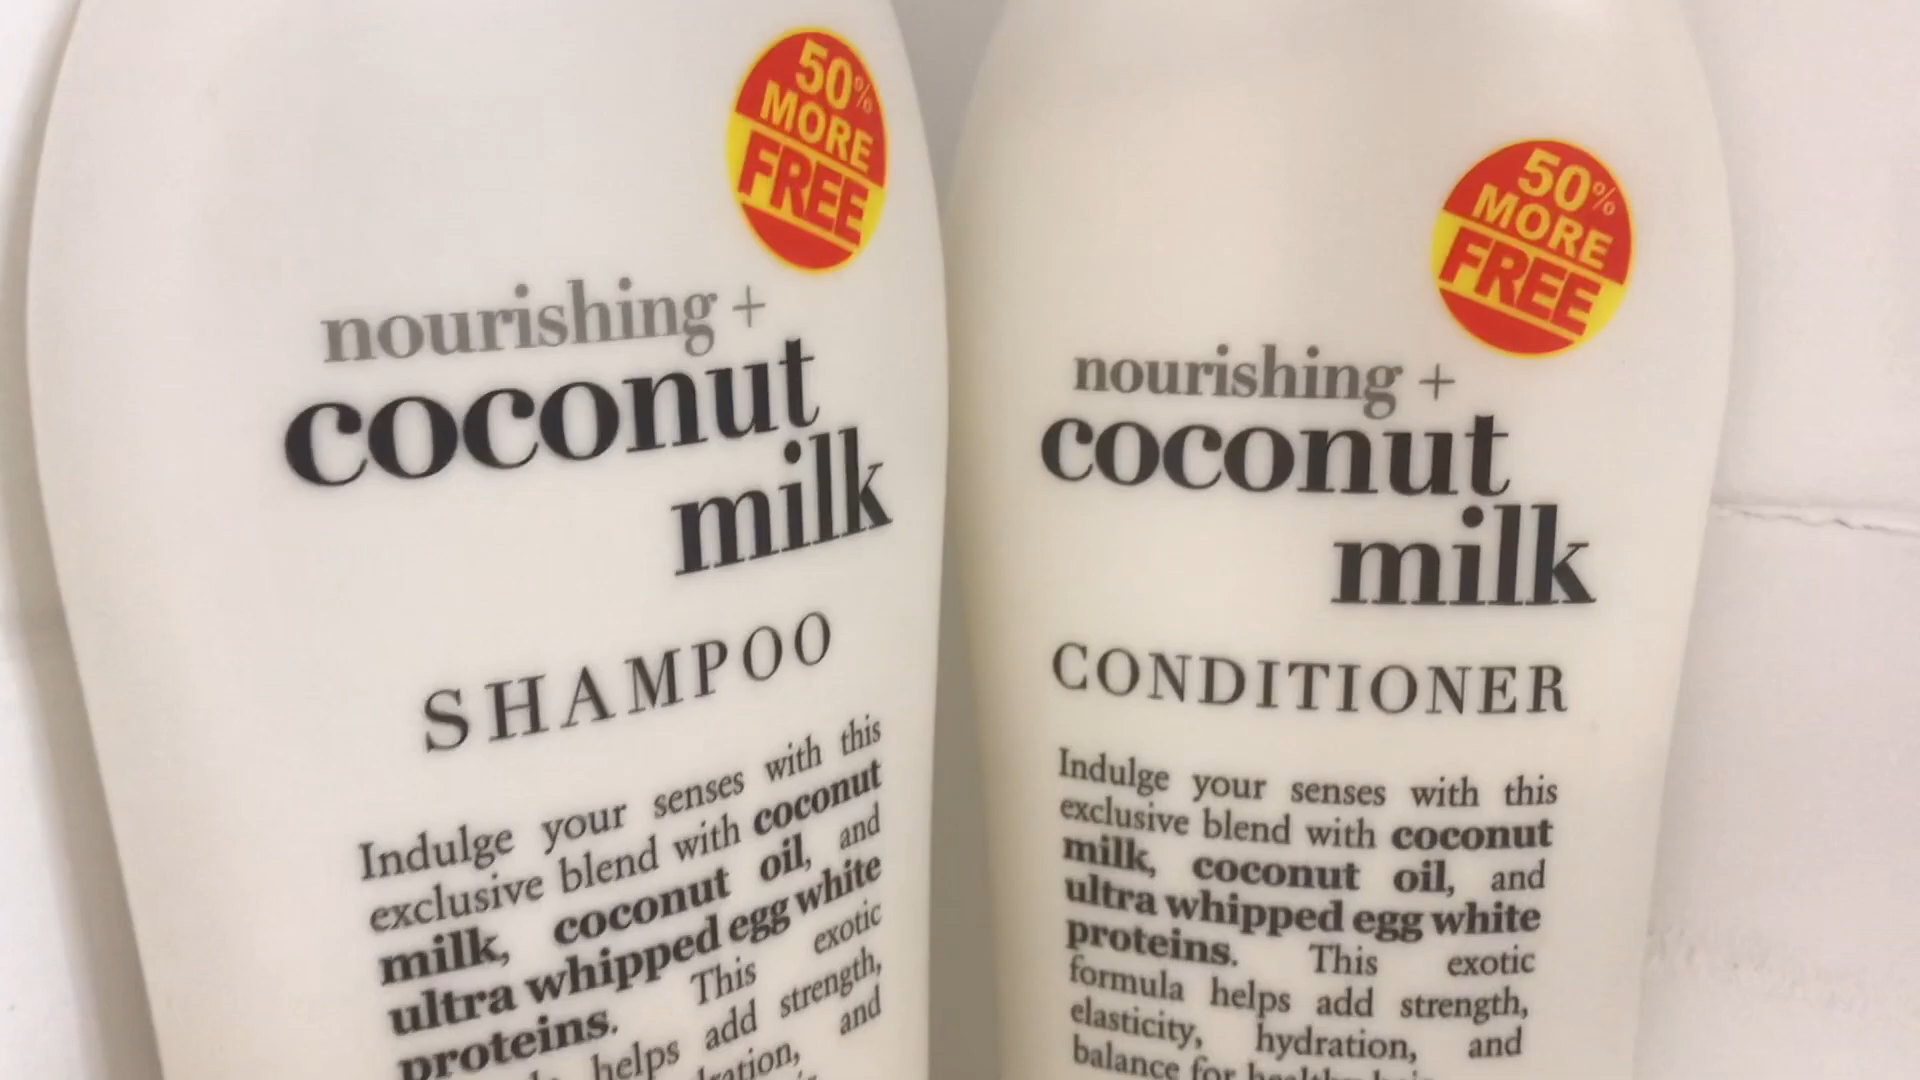 50%
MORE
FREE
nourishing +
coconut
milk
SHAMPOO
Indulge your senses with this
exclusive blend with coconut
milk, coconut oil, and
ultra whipped egg white
proteins. This exotic
helps add strength,
and
50%
MORE
FREE
nourishing +
coconut
milk
CONDITIONER
Indulge your senses with this
exclusive blend with coconut
milk, coconut oil, and
ultra whipped egg white
proteins. This exotic
formula helps add strength,
elasticity, hydration, and
balance for